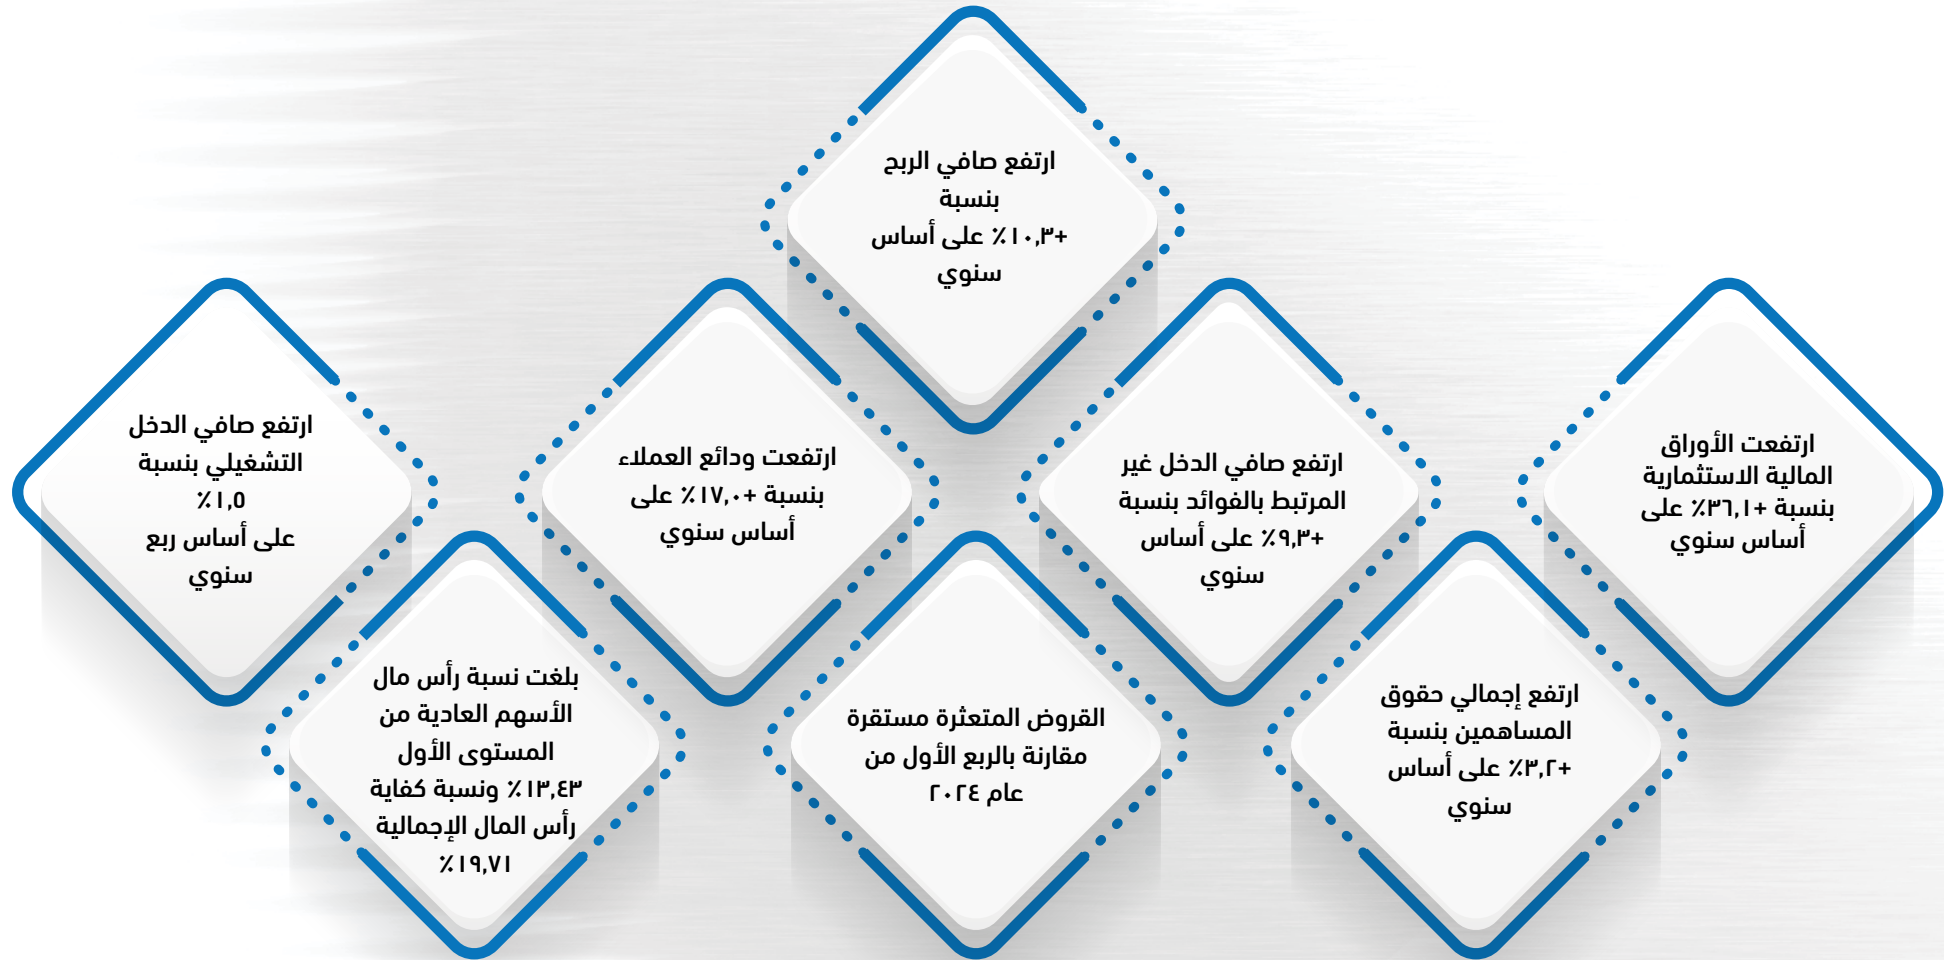 ارتفع صافي الربح
بنسبة
+١٠,٣٪ على أساس
سنوي
ارتفعت الأوراق
المالية الاستثمارية
بنسبة +٣٦,١٪ على
أساس سنوي
ارتفع صافي الدخل غير
المرتبط بالفوائد بنسبة
+٩,٣٪ على أساس
سنوي
ارتفعت ودائع العملاء
بنسبة +١٧,٠٪ على
أساس سنوي
ارتفع صافي الدخل
التشغيلي بنسبة
١,٥٪
على أساس ربع
سنوي
ارتفع إجمالي حقوق
المساهمين بنسبة
+٣,٢٪ على أساس
سنوي
القروض المتعثرة مستقرة
مقارنة بالربع الأول من
عام ٢٠٢٤
بلغت نسبة رأس مال
الأسهم العادية من
المستوى الأول
١٣,٤٣٪ ونسبة كفاية
رأس المال الإجمالية
١٩,٧١٪